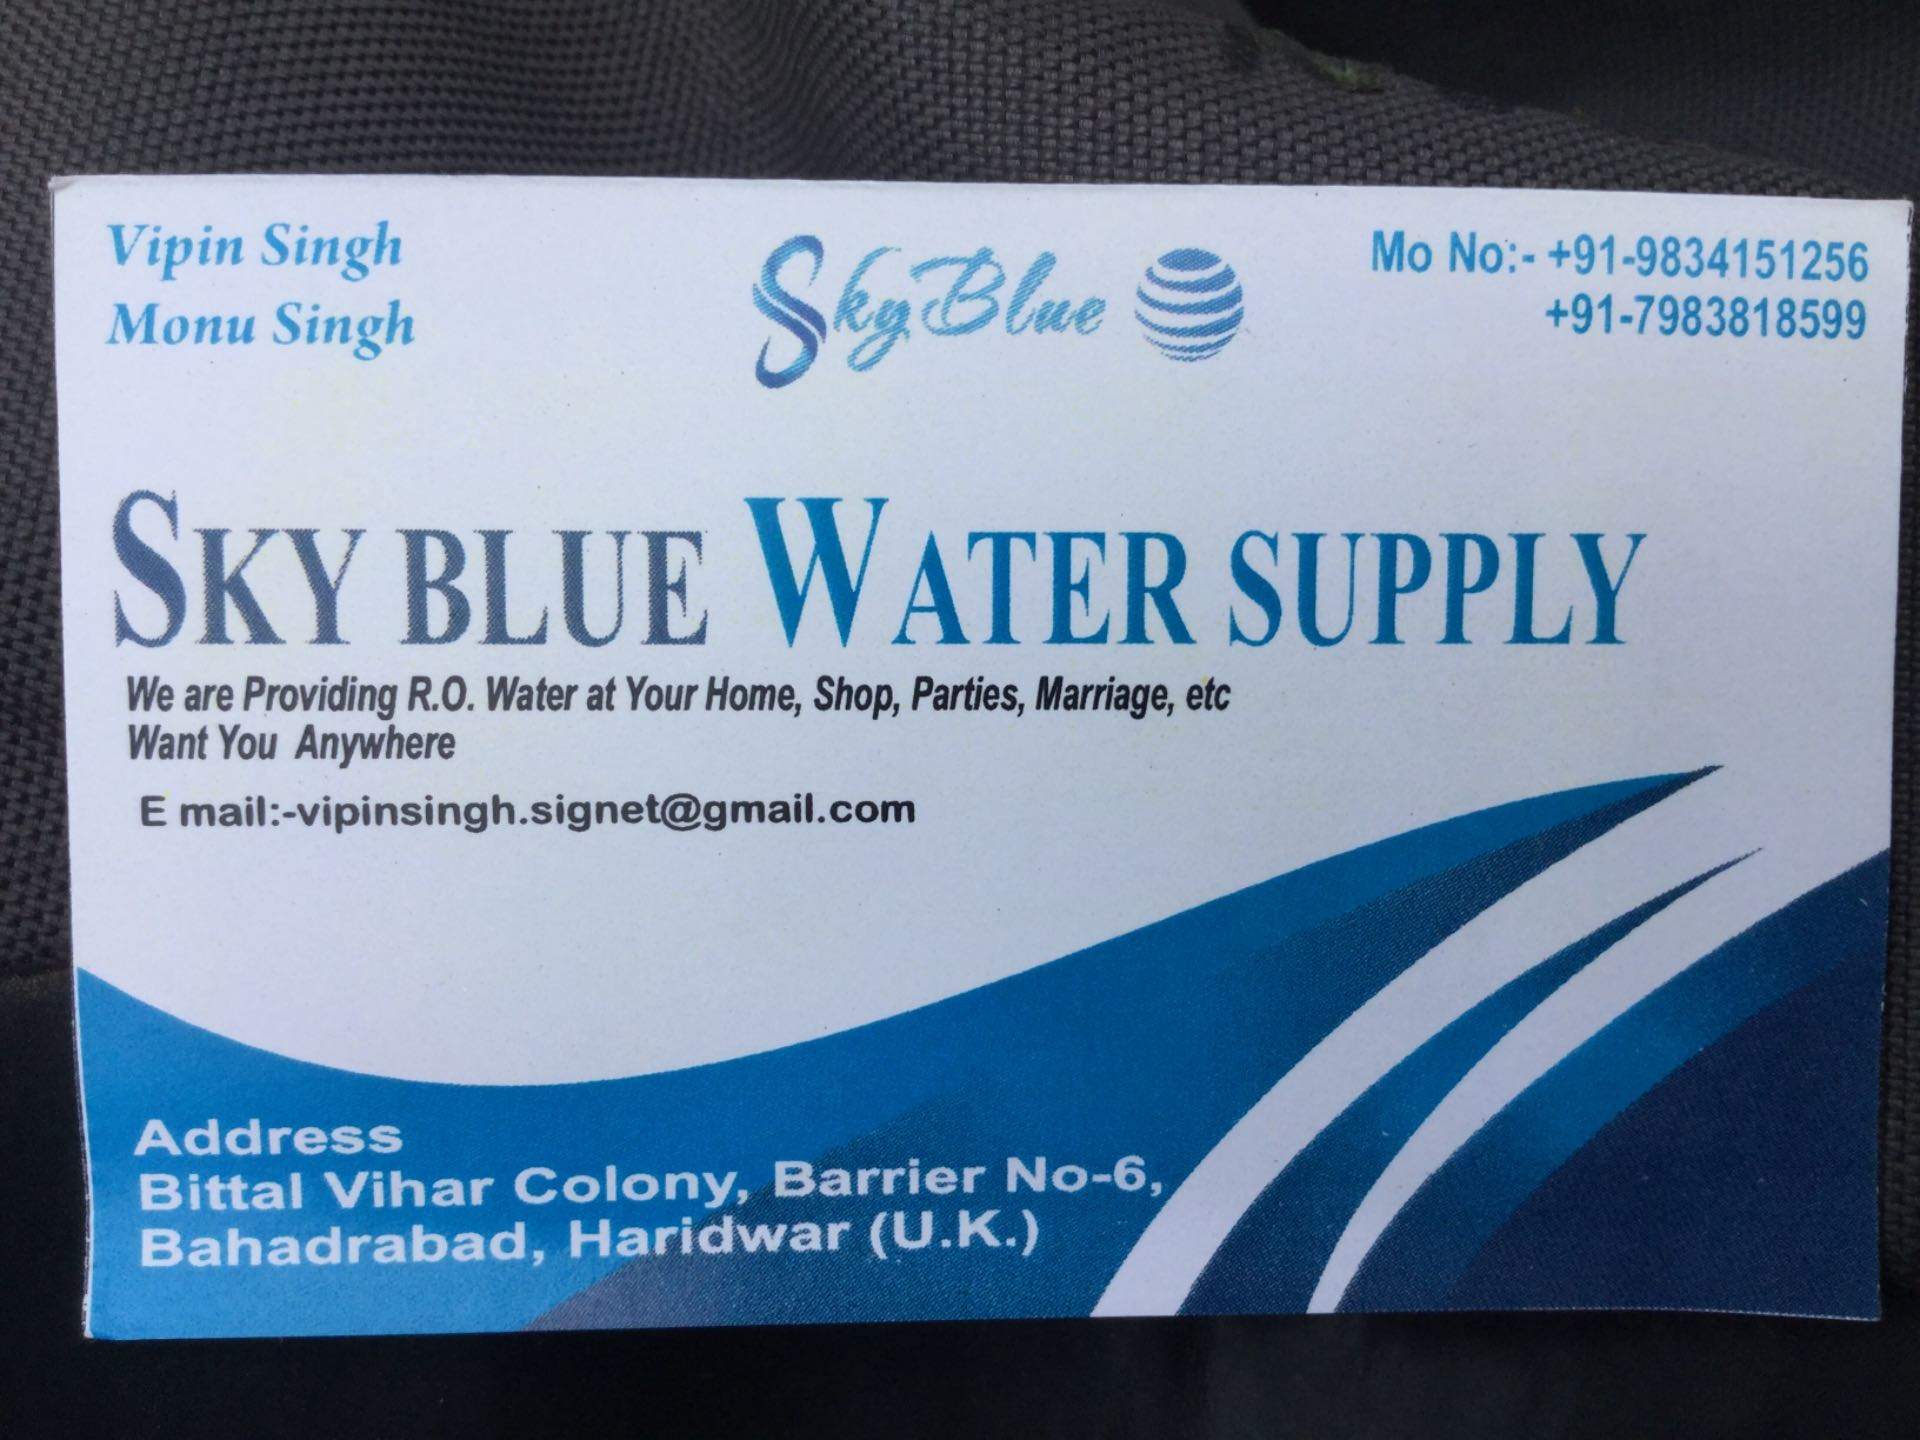 Vipin Singh
Monu Singh
SkyBlue
Mo No:- +91-9834151256
+91-7983818599
SKY BLUE WATER SUPPLY
We are Providing R.O. Water at Your Home, Shop, Parties, Marriage, etc
Want You Anywhere
E mail:-vipinsingh.signet@gmail.com
Address
Bittal Vihar Colony, Barrier No-6,
Bahadrabad, Haridwar (U.K.)